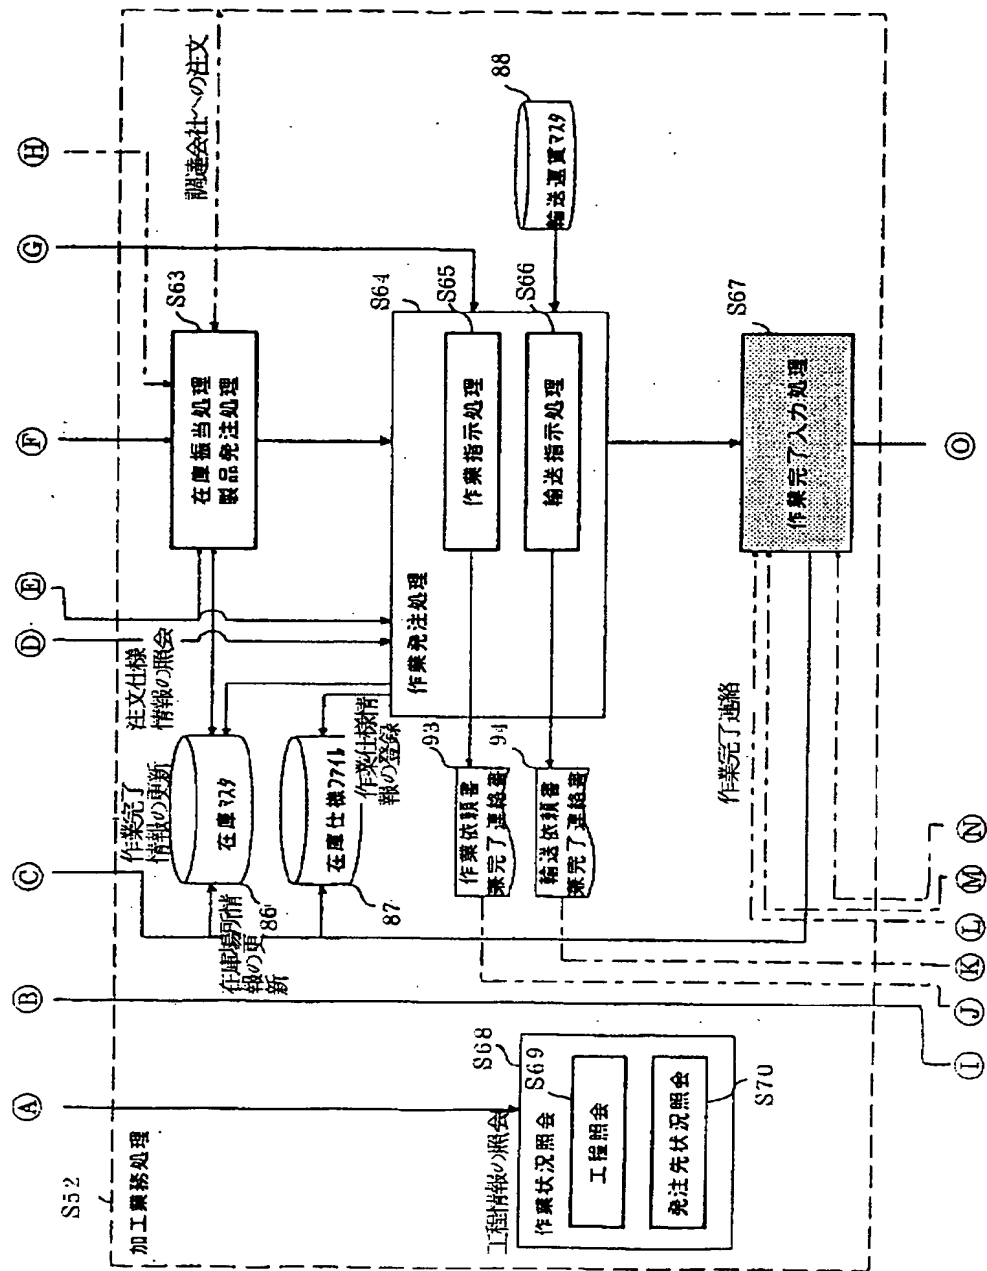 S52
加工業務処理
Ⓐ
Ⓑ
Ⓒ
Ⓓ
Ⓔ
Ⓕ
Ⓖ
Ⓗ
工程情報の照会
S68
作業状況照会
S69
工程照会
発注先状況照会
S70
在庫場所情
報の更
新
作業完了
情報の更新
注文仕様
情報の照会
在庫マスタ
86
在庫仕様ファイル
87
作業仕様情
報の登録
S63
在庫振当処理
製品発注処理
調達会社への注文
S64
作業発注処理
S65
作業指示処理
S66
輸送指示処理
88
輸送運賃マスタ
93
作業依頼書
兼完了連絡書
94
輸送依頼書
兼完了連絡書
作業完了連絡
S67
作業完了入力処理
Ⓘ
Ⓙ
Ⓚ
Ⓛ
Ⓜ
Ⓝ
Ⓞ